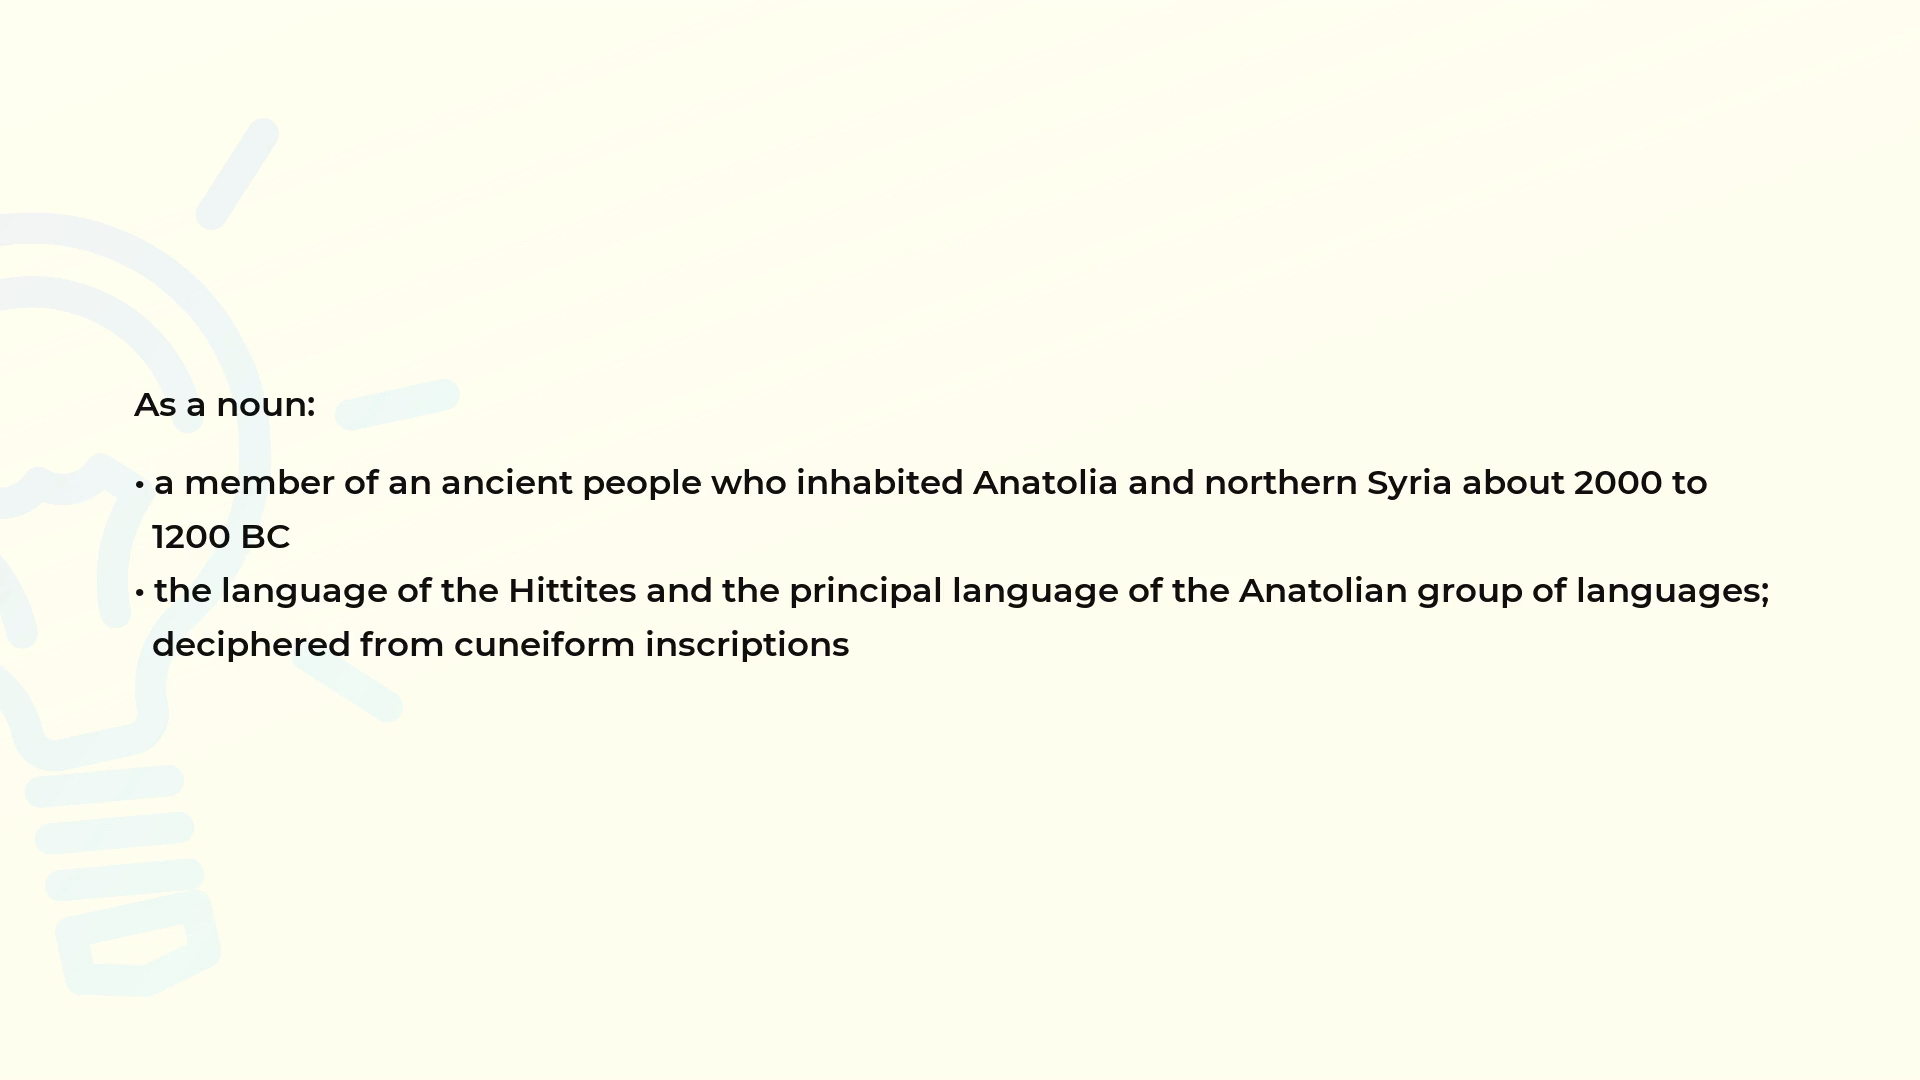 As a noun:
• a member of an ancient people who inhabited Anatolia and northern Syria about 2000 to
1200 BC
• the language of the Hittites and the principal language of the Anatolian group of languages;
deciphered from cuneiform inscriptions